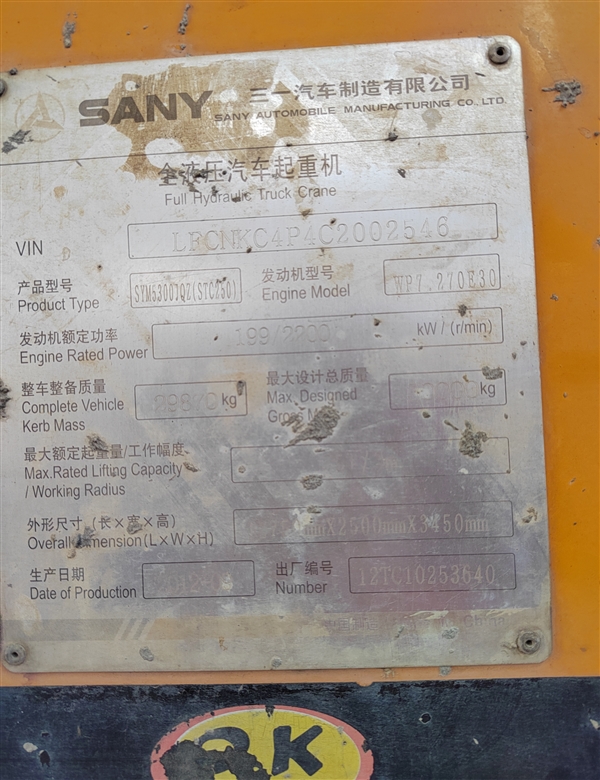 SANY 三一汽车制造有限公司
SANY AUTOMOBILE MANUFACTURING CO., LTD.
全液压汽车起重机
Full Hydraulic Truck Crane
VIN LFCNKC4P4C2002546
产品型号 SYM5300JQZ(STC250) 发动机型号 WP7.270E30
Product Type Engine Model
发动机额定功率 199/2200 kW / (r/min)
Engine Rated Power
整车整备质量 kg 最大设计总质量 kg
Complete Vehicle Max. Designed
Kerb Mass
最大额定起重量/工作幅度
Max.Rated Lifting Capacity
/ Working Radius
外形尺寸 (长×宽×高) mmX2500mmX3450mm
Overall (L×W×H)
生产日期 出厂编号 12TC10253640
Date of Production Number
K